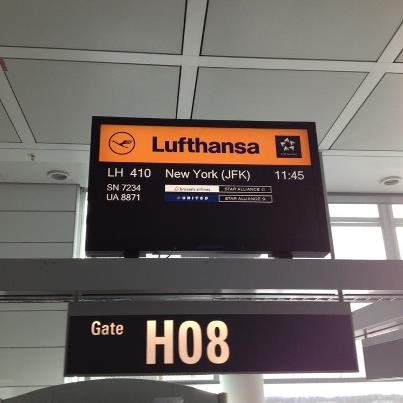 Lufthansa
LH 410 New York (JFK) 11:45
SN 7234 brussels airlines STAR ALLIANCE
UA 8871 UNITED STAR ALLIANCE
Gate H08